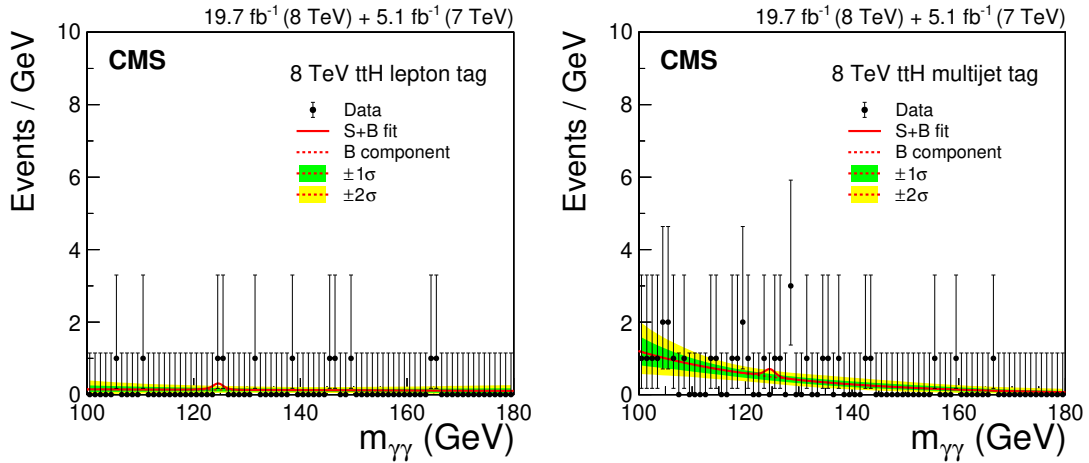 19.7 fb⁻¹ (8 TeV) + 5.1 fb⁻¹ (7 TeV)
CMS
8 TeV ttH lepton tag
Data
S+B fit
B component
±1σ
±2σ
Events / GeV
10
8
6
4
2
0
100 120 140 160 180
mγγ (GeV)
19.7 fb⁻¹ (8 TeV) + 5.1 fb⁻¹ (7 TeV)
CMS
8 TeV ttH multijet tag
Data
S+B fit
B component
±1σ
±2σ
Events / GeV
10
8
6
4
2
0
100 120 140 160 180
mγγ (GeV)